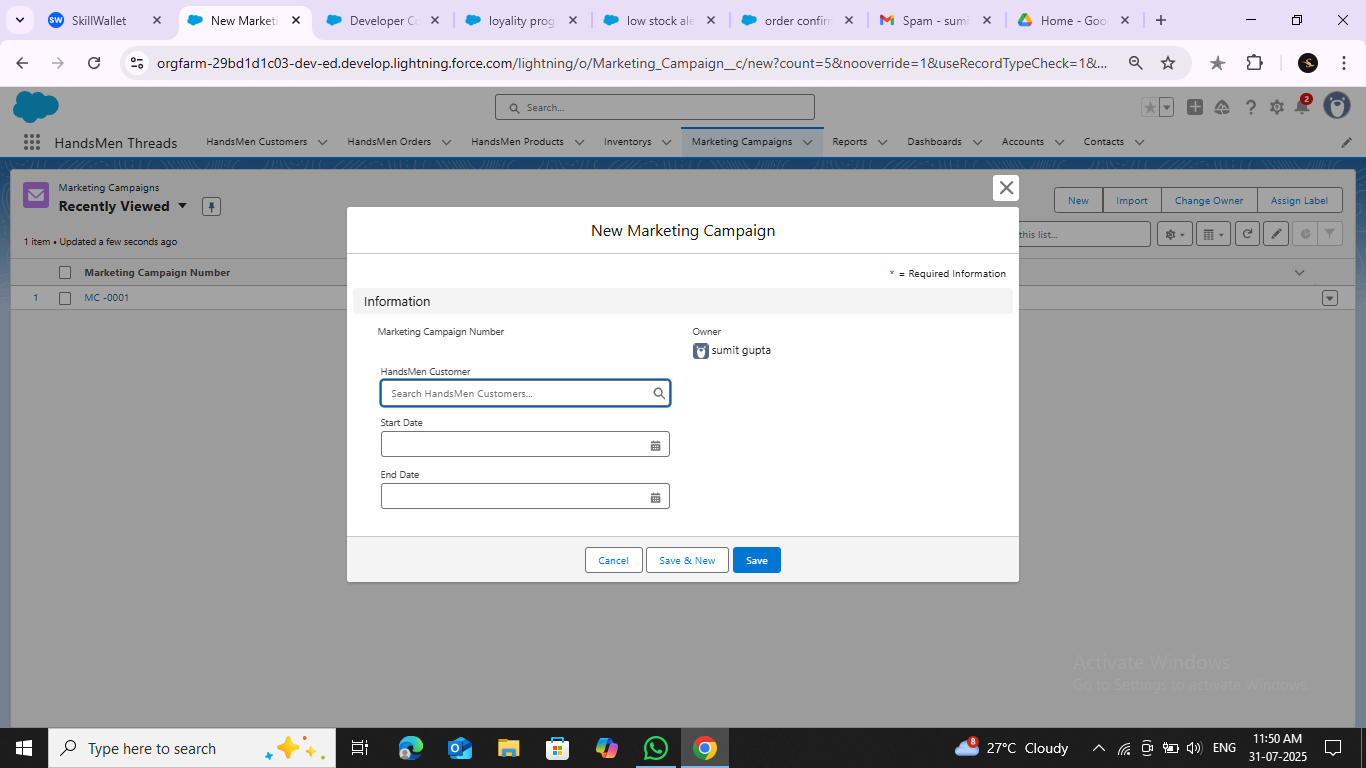 SkillWallet
New Marketi
Developer Co
loyality prog
low stock ale
order confirm
Spam - sumi
Home - Goo
orgfarm-29bd1d1c03-dev-ed.develop.lightning.force.com/lightning/o/Marketing_Campaign__c/new?count=5&nooverride=1&useRecordTypeCheck=1&...
Search...
2
HandsMen Threads
HandsMen Customers
HandsMen Orders
HandsMen Products
Inventorys
Marketing Campaigns
Reports
Dashboards
Accounts
Contacts
Marketing Campaigns
Recently Viewed
New
Import
Change Owner
Assign Label
1 item • Updated a few seconds ago
this list...
Marketing Campaign Number
1
MC -0001
New Marketing Campaign
* = Required Information
Information
Marketing Campaign Number
Owner
sumit gupta
HandsMen Customer
Search HandsMen Customers...
Start Date
End Date
Cancel
Save & New
Save
Activate Windows
Go to Settings to activate Windows.
Type here to search
8
27°C Cloudy
ENG
11:50 AM
31-07-2025